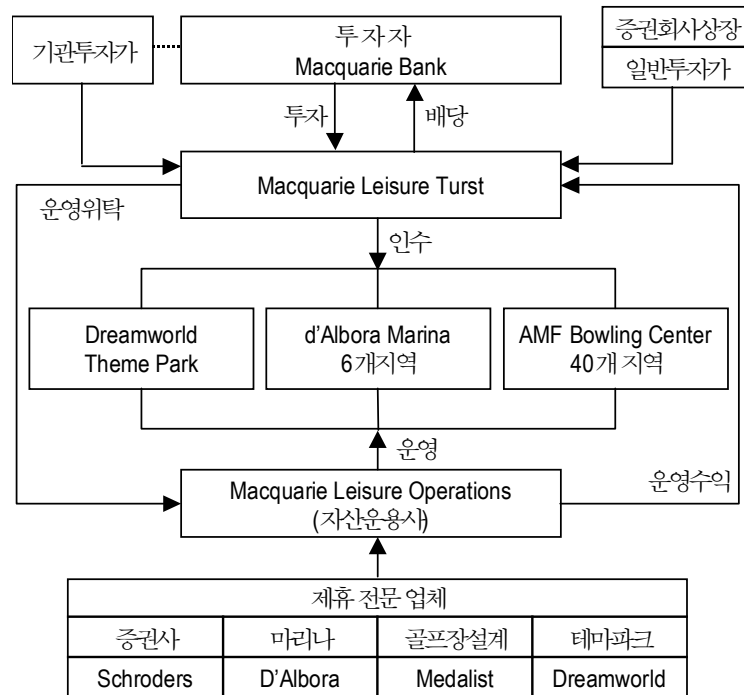 기관투자가
투자자
Macquarie Bank
증권회사상장
일반투자가
투자
배당
Macquarie Leisure Turst
운영위탁
인수
Dreamworld
Theme Park
d'Albora Marina
6개지역
AMF Bowling Center
40개 지역
운영
Macquarie Leisure Operations
(자산운용사)
운영수익
제휴 전문 업체
증권사 마리나 골프장설계 테마파크
Schroders D'Albora Medalist Dreamworld